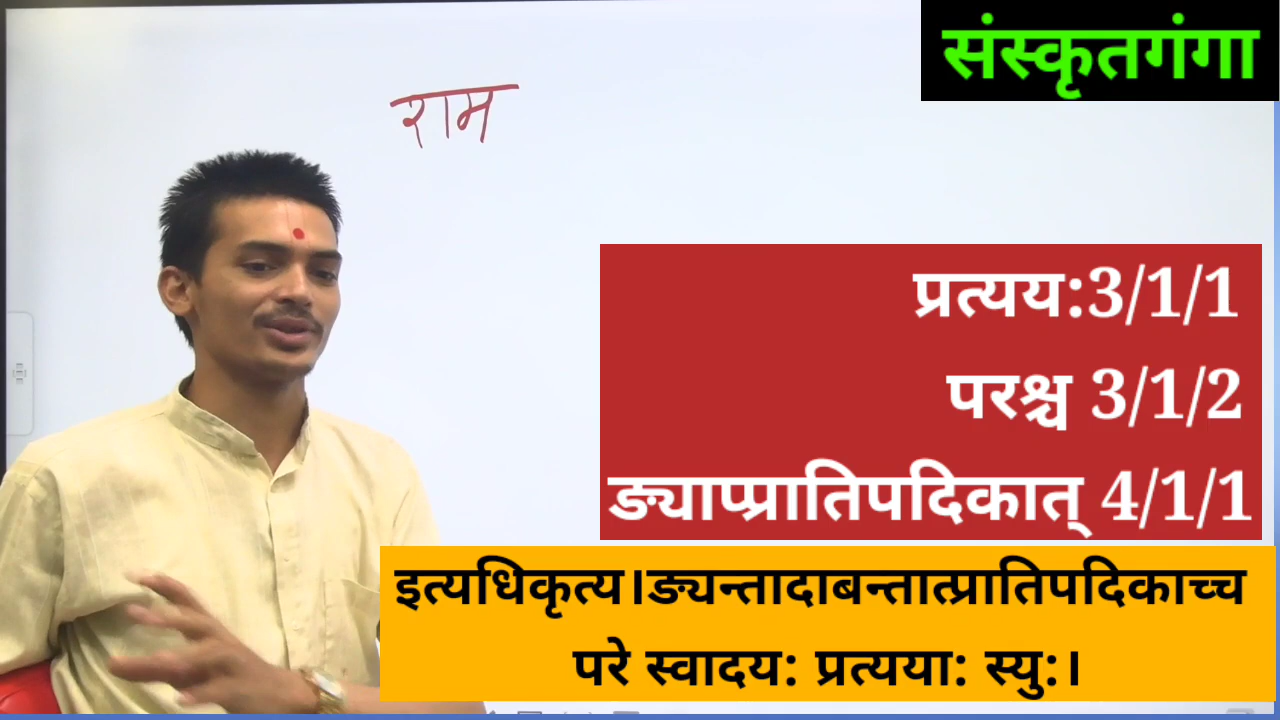 संस्कृतगंगा
राम
प्रत्यय:3/1/1
परश्च 3/1/2
ङ्याप्प्रातिपदिकात् 4/1/1
इत्यधिकृत्य।ङ्यन्तादाबन्तात्प्रातिपदिकाच्च
परे स्वादय: प्रत्यया: स्यु:।